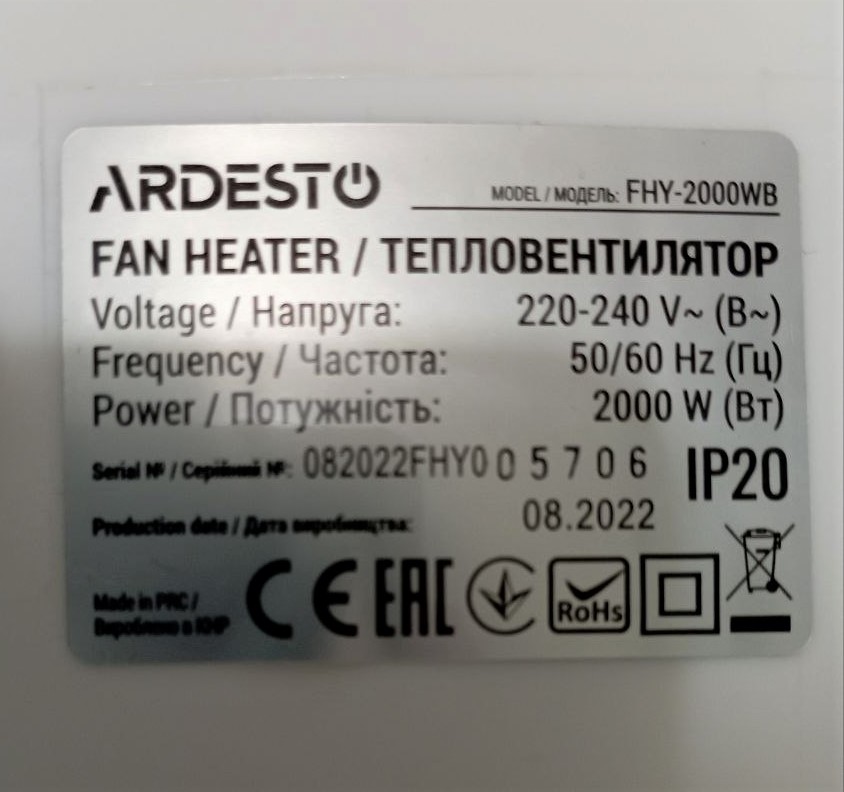 ARDESTO
MODEL / МОДЕЛЬ: FHY-2000WB
FAN HEATER / ТЕПЛОВЕНТИЛЯТОР
Voltage / Напруга: 220-240 V~ (В~)
Frequency / Частота: 50/60 Hz (Гц)
Power / Потужність: 2000 W (Вт)
Serial № / Серійний №: 082022FHY005706
IP20
Production date / Дата виробництва: 08.2022
Made in PRC /
Вироблено в КНР
CE EAC RoHS